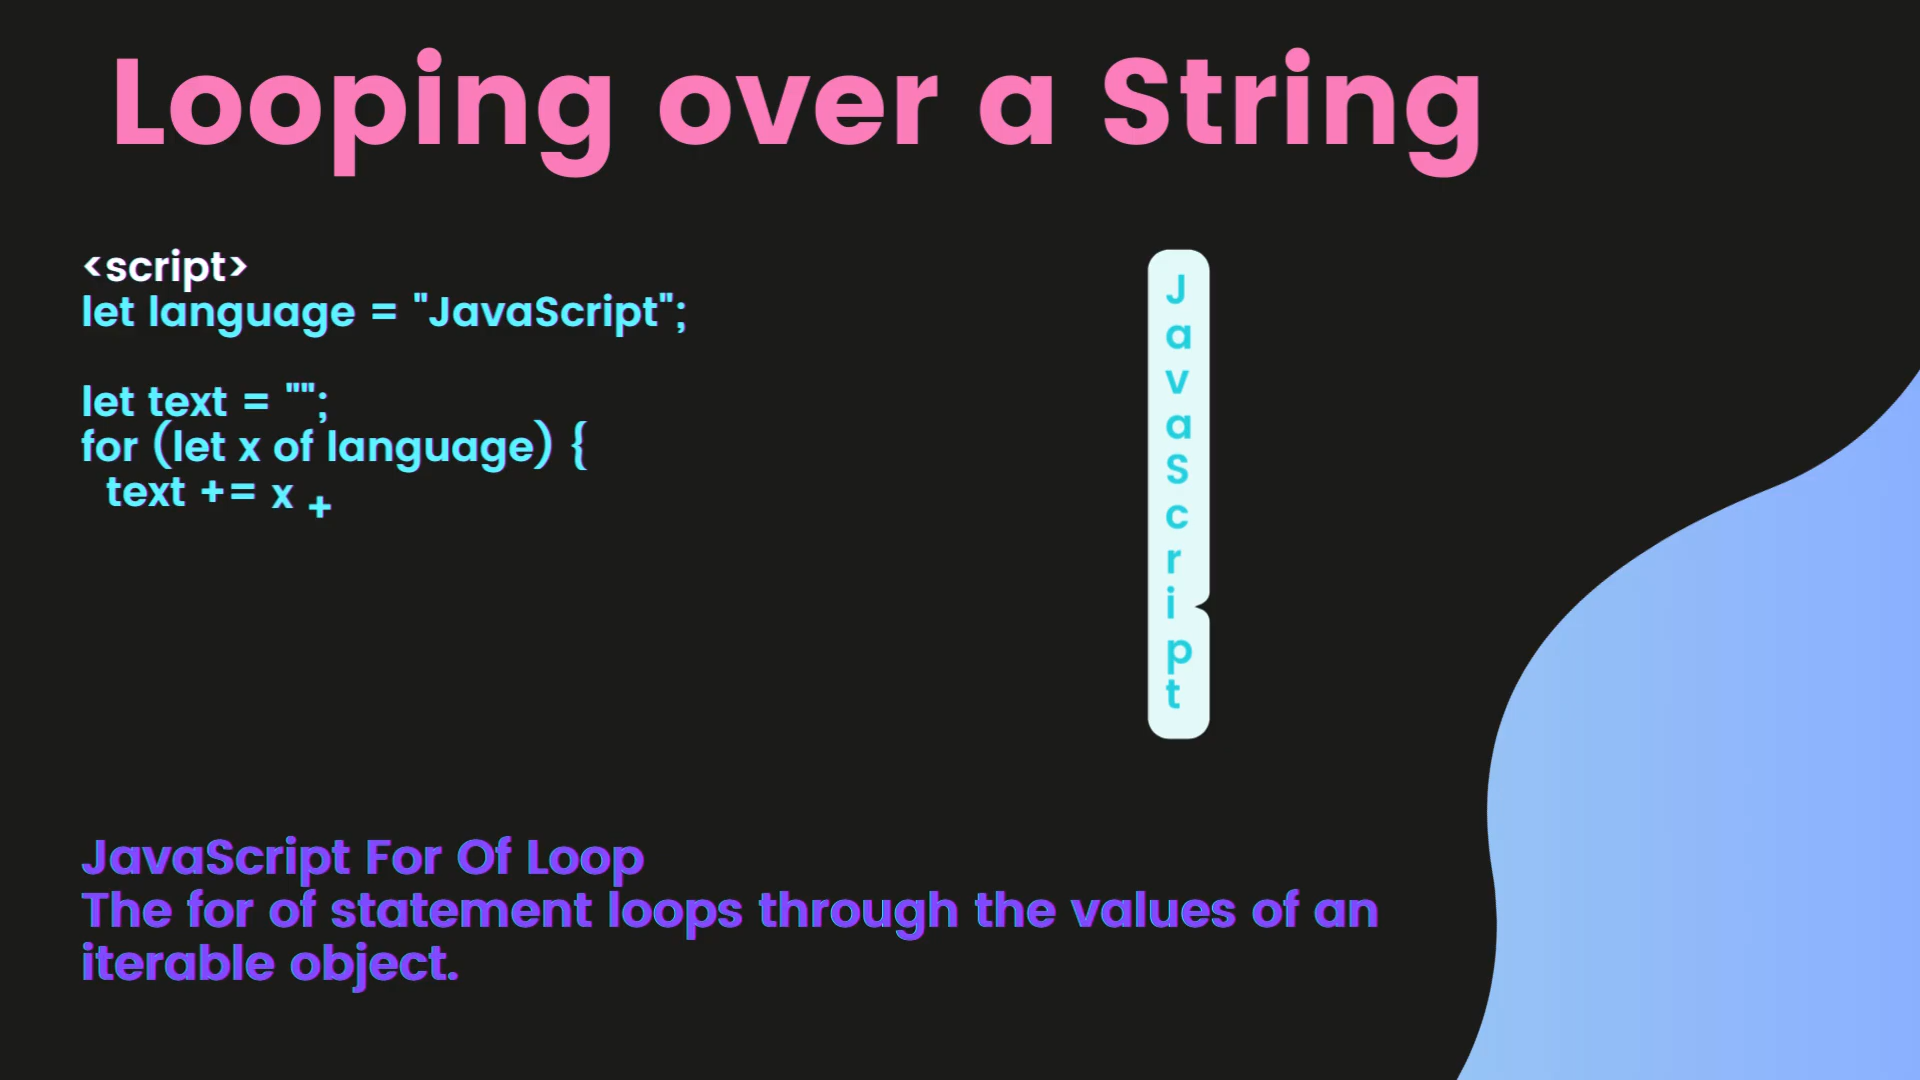 Looping over a String
<script>
let language = "JavaScript";
let text = "";
for (let x of language) {
text += x +
J
a
v
a
S
c
r
i
p
t
JavaScript For Of Loop
The for of statement loops through the values of an
iterable object.